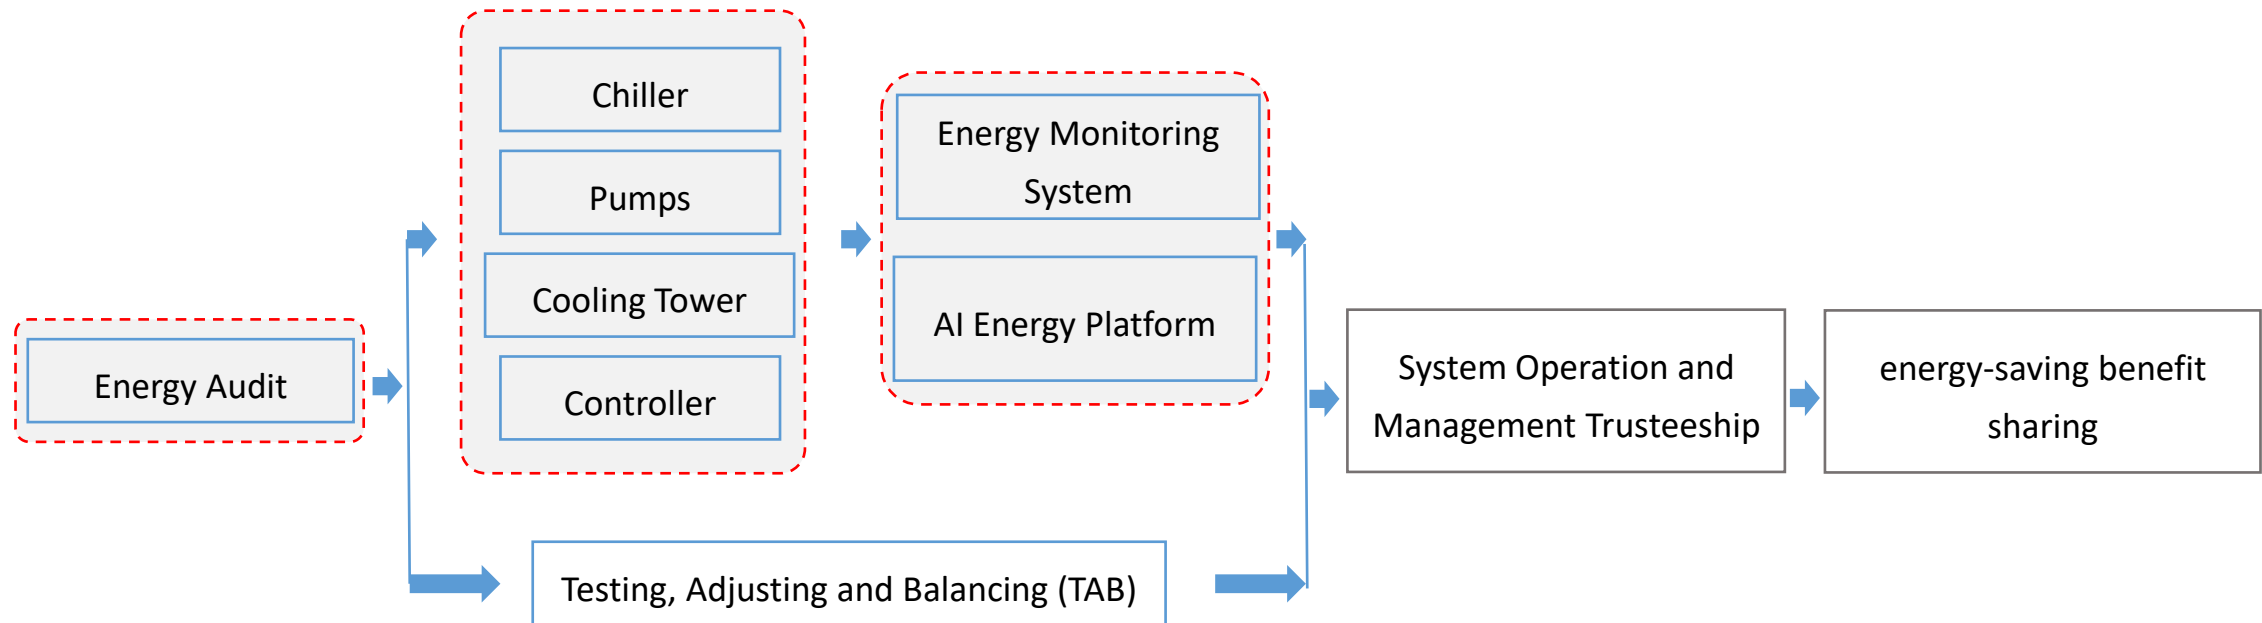 Energy Audit
Chiller
Pumps
Cooling Tower
Controller
Energy Monitoring
System
AI Energy Platform
Testing, Adjusting and Balancing (TAB)
System Operation and
Management Trusteeship
energy-saving benefit
sharing